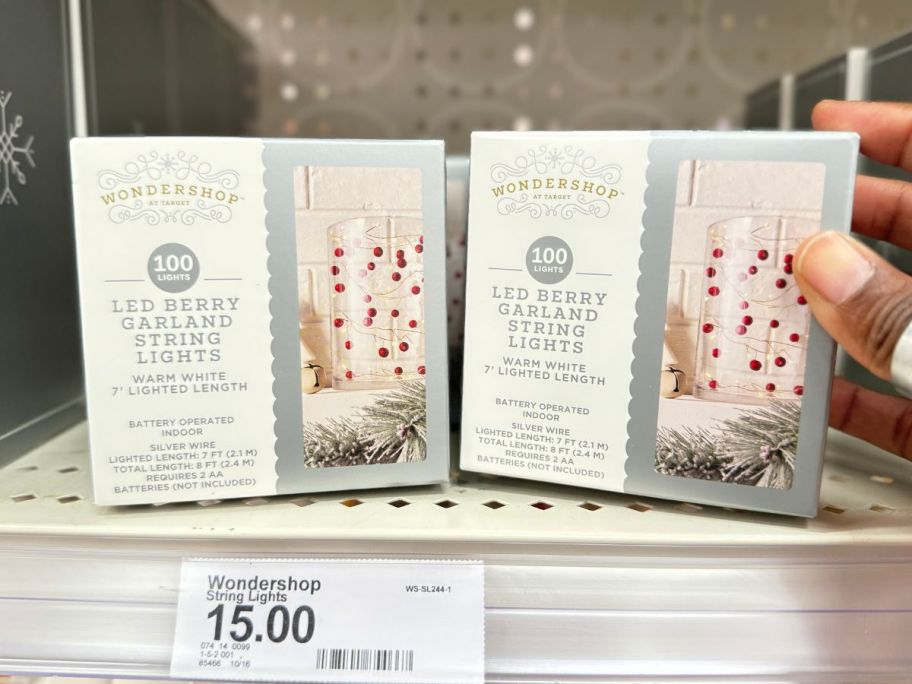 WONDERSHOP™
AT TARGET
100
LIGHTS
LED BERRY
GARLAND
STRING
LIGHTS
WARM WHITE
7' LIGHTED LENGTH
BATTERY OPERATED
INDOOR
SILVER WIRE
LIGHTED LENGTH: 7 FT (2.1 M)
TOTAL LENGTH: 8 FT (2.4 M)
REQUIRES 2 AA
BATTERIES (NOT INCLUDED)
WONDERSHOP™
AT TARGET
100
LIGHTS
LED BERRY
GARLAND
STRING
LIGHTS
WARM WHITE
7' LIGHTED LENGTH
BATTERY OPERATED
INDOOR
SILVER WIRE
LIGHTED LENGTH: 7 FT (2.1 M)
TOTAL LENGTH: 8 FT (2.4 M)
REQUIRES 2 AA
BATTERIES (NOT INCLUDED)
Wondershop WS-SL244-1
String Lights
15.00
074 14 0099
1-5-2 001
85466 10/16